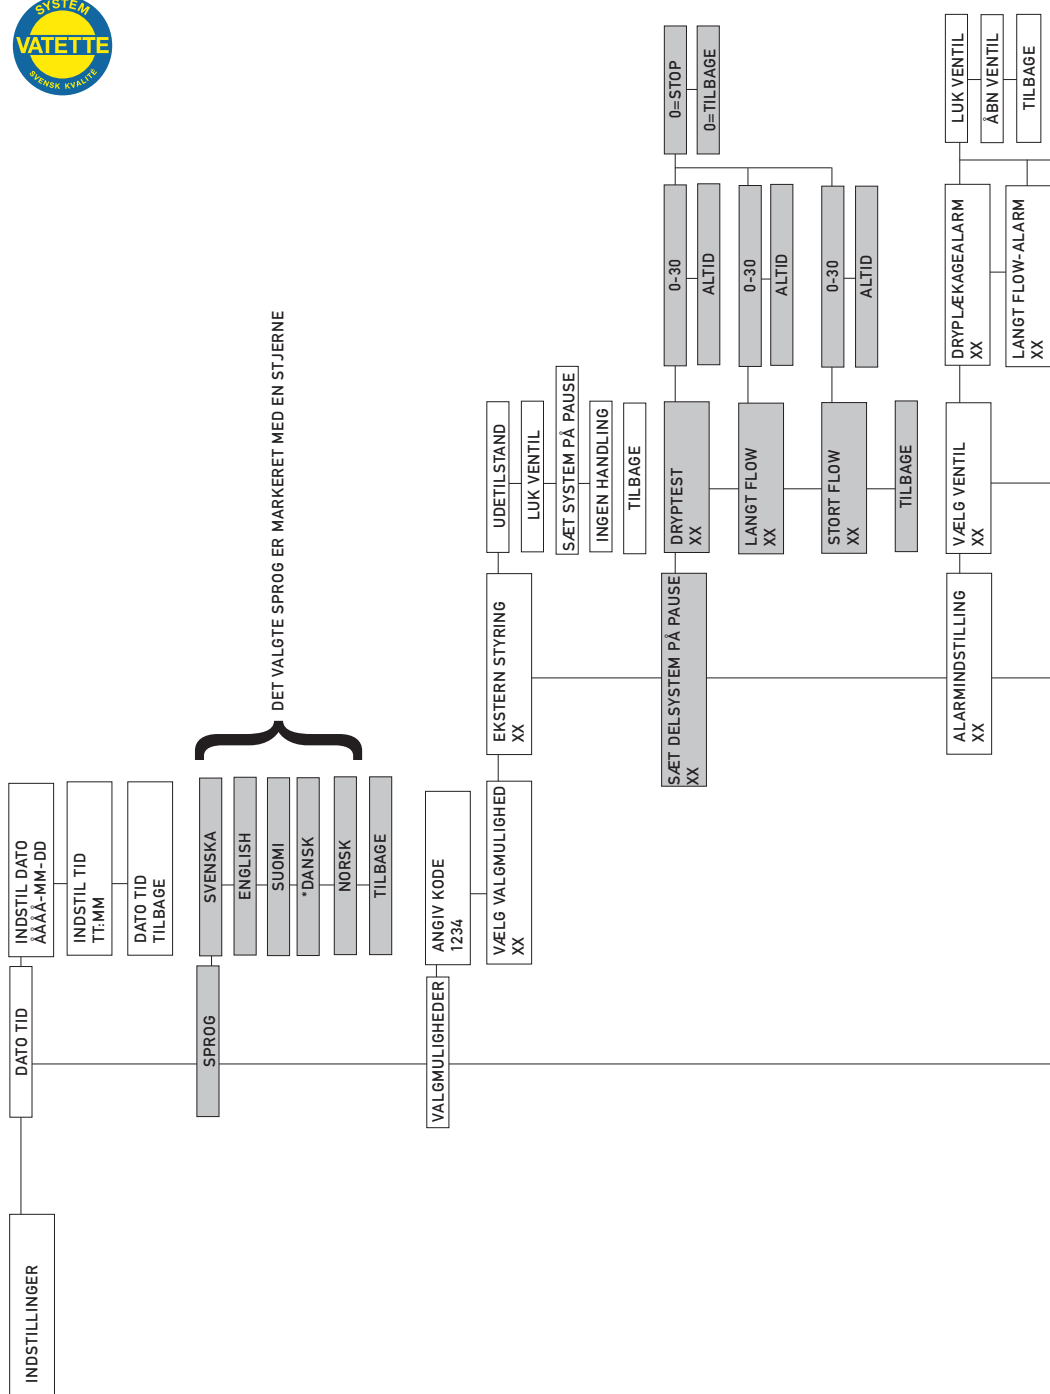 SYSTEM
VATETTE
SVENSK KVALITÉ
INDSTILLINGER
DATO TID
INDSTIL DATO
ÅÅÅÅ-MM-DD
INDSTIL TID
TT:MM
DATO TID
TILBAGE
SPROG
SVENSKA
ENGLISH
SUOMI
*DANSK
NORSK
TILBAGE
DET VALGTE SPROG ER MARKERET MED EN STJERNE
VALGMULIGHEDER
ANGIV KODE
1234
VÆLG VALGMULIGHED
XX
EKSTERN STYRING
XX
UDETILSTAND
LUK VENTIL
SÆT SYSTEM PÅ PAUSE
INGEN HANDLING
TILBAGE
SÆT DELSYSTEM PÅ PAUSE
XX
DRYPTEST
XX
0-30
ALTID
0=STOP
0=TILBAGE
LANGT FLOW
XX
0-30
ALTID
STORT FLOW
XX
0-30
ALTID
TILBAGE
ALARMINDSTILLING
XX
VÆLG VENTIL
XX
DRYPLÆKAGEALARM
XX
LUK VENTIL
ÅBN VENTIL
TILBAGE
LANGT FLOW-ALARM
XX